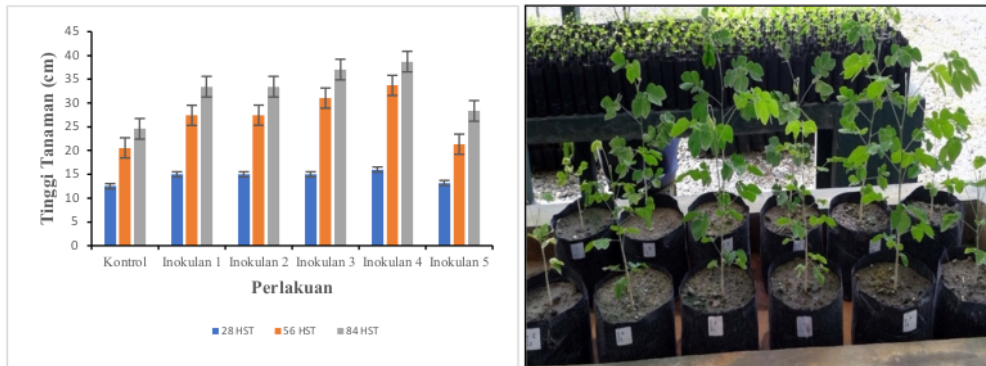 Tinggi Tanaman (cm)
45
40
35
30
25
20
15
10
5
0
Kontrol Inokulan 1 Inokulan 2 Inokulan 3 Inokulan 4 Inokulan 5
Perlakuan
28 HST 56 HST 84 HST